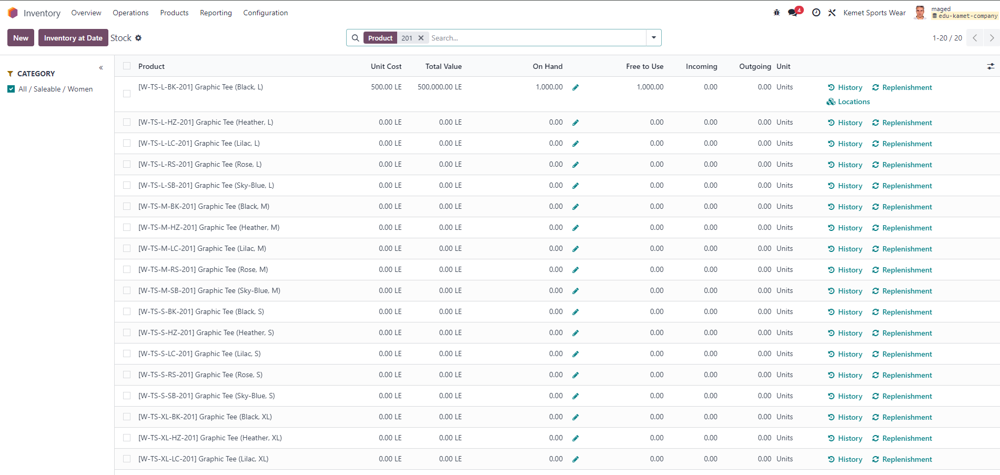 Inventory Overview Operations Products Reporting Configuration 4 Kemet Sports Wear maged
edu-kamet-company
New Inventory at Date Stock Product 201 Search... 1-20 / 20
CATEGORY
All / Saleable / Women
Product Unit Cost Total Value On Hand Free to Use Incoming Outgoing Unit
[W-TS-L-BK-201] Graphic Tee (Black, L) 500.00 LE 500,000.00 LE 1,000.00 1,000.00 0.00 0.00 Units History Replenishment
Locations
[W-TS-L-HZ-201] Graphic Tee (Heather, L) 0.00 LE 0.00 LE 0.00 0.00 0.00 0.00 Units History Replenishment
[W-TS-L-LC-201] Graphic Tee (Lilac, L) 0.00 LE 0.00 LE 0.00 0.00 0.00 0.00 Units History Replenishment
[W-TS-L-RS-201] Graphic Tee (Rose, L) 0.00 LE 0.00 LE 0.00 0.00 0.00 0.00 Units History Replenishment
[W-TS-L-SB-201] Graphic Tee (Sky-Blue, L) 0.00 LE 0.00 LE 0.00 0.00 0.00 0.00 Units History Replenishment
[W-TS-M-BK-201] Graphic Tee (Black, M) 0.00 LE 0.00 LE 0.00 0.00 0.00 0.00 Units History Replenishment
[W-TS-M-HZ-201] Graphic Tee (Heather, M) 0.00 LE 0.00 LE 0.00 0.00 0.00 0.00 Units History Replenishment
[W-TS-M-LC-201] Graphic Tee (Lilac, M) 0.00 LE 0.00 LE 0.00 0.00 0.00 0.00 Units History Replenishment
[W-TS-M-RS-201] Graphic Tee (Rose, M) 0.00 LE 0.00 LE 0.00 0.00 0.00 0.00 Units History Replenishment
[W-TS-M-SB-201] Graphic Tee (Sky-Blue, M) 0.00 LE 0.00 LE 0.00 0.00 0.00 0.00 Units History Replenishment
[W-TS-S-BK-201] Graphic Tee (Black, S) 0.00 LE 0.00 LE 0.00 0.00 0.00 0.00 Units History Replenishment
[W-TS-S-HZ-201] Graphic Tee (Heather, S) 0.00 LE 0.00 LE 0.00 0.00 0.00 0.00 Units History Replenishment
[W-TS-S-LC-201] Graphic Tee (Lilac, S) 0.00 LE 0.00 LE 0.00 0.00 0.00 0.00 Units History Replenishment
[W-TS-S-RS-201] Graphic Tee (Rose, S) 0.00 LE 0.00 LE 0.00 0.00 0.00 0.00 Units History Replenishment
[W-TS-S-SB-201] Graphic Tee (Sky-Blue, S) 0.00 LE 0.00 LE 0.00 0.00 0.00 0.00 Units History Replenishment
[W-TS-XL-BK-201] Graphic Tee (Black, XL) 0.00 LE 0.00 LE 0.00 0.00 0.00 0.00 Units History Replenishment
[W-TS-XL-HZ-201] Graphic Tee (Heather, XL) 0.00 LE 0.00 LE 0.00 0.00 0.00 0.00 Units History Replenishment
[W-TS-XL-LC-201] Graphic Tee (Lilac, XL) 0.00 LE 0.00 LE 0.00 0.00 0.00 0.00 Units History Replenishment